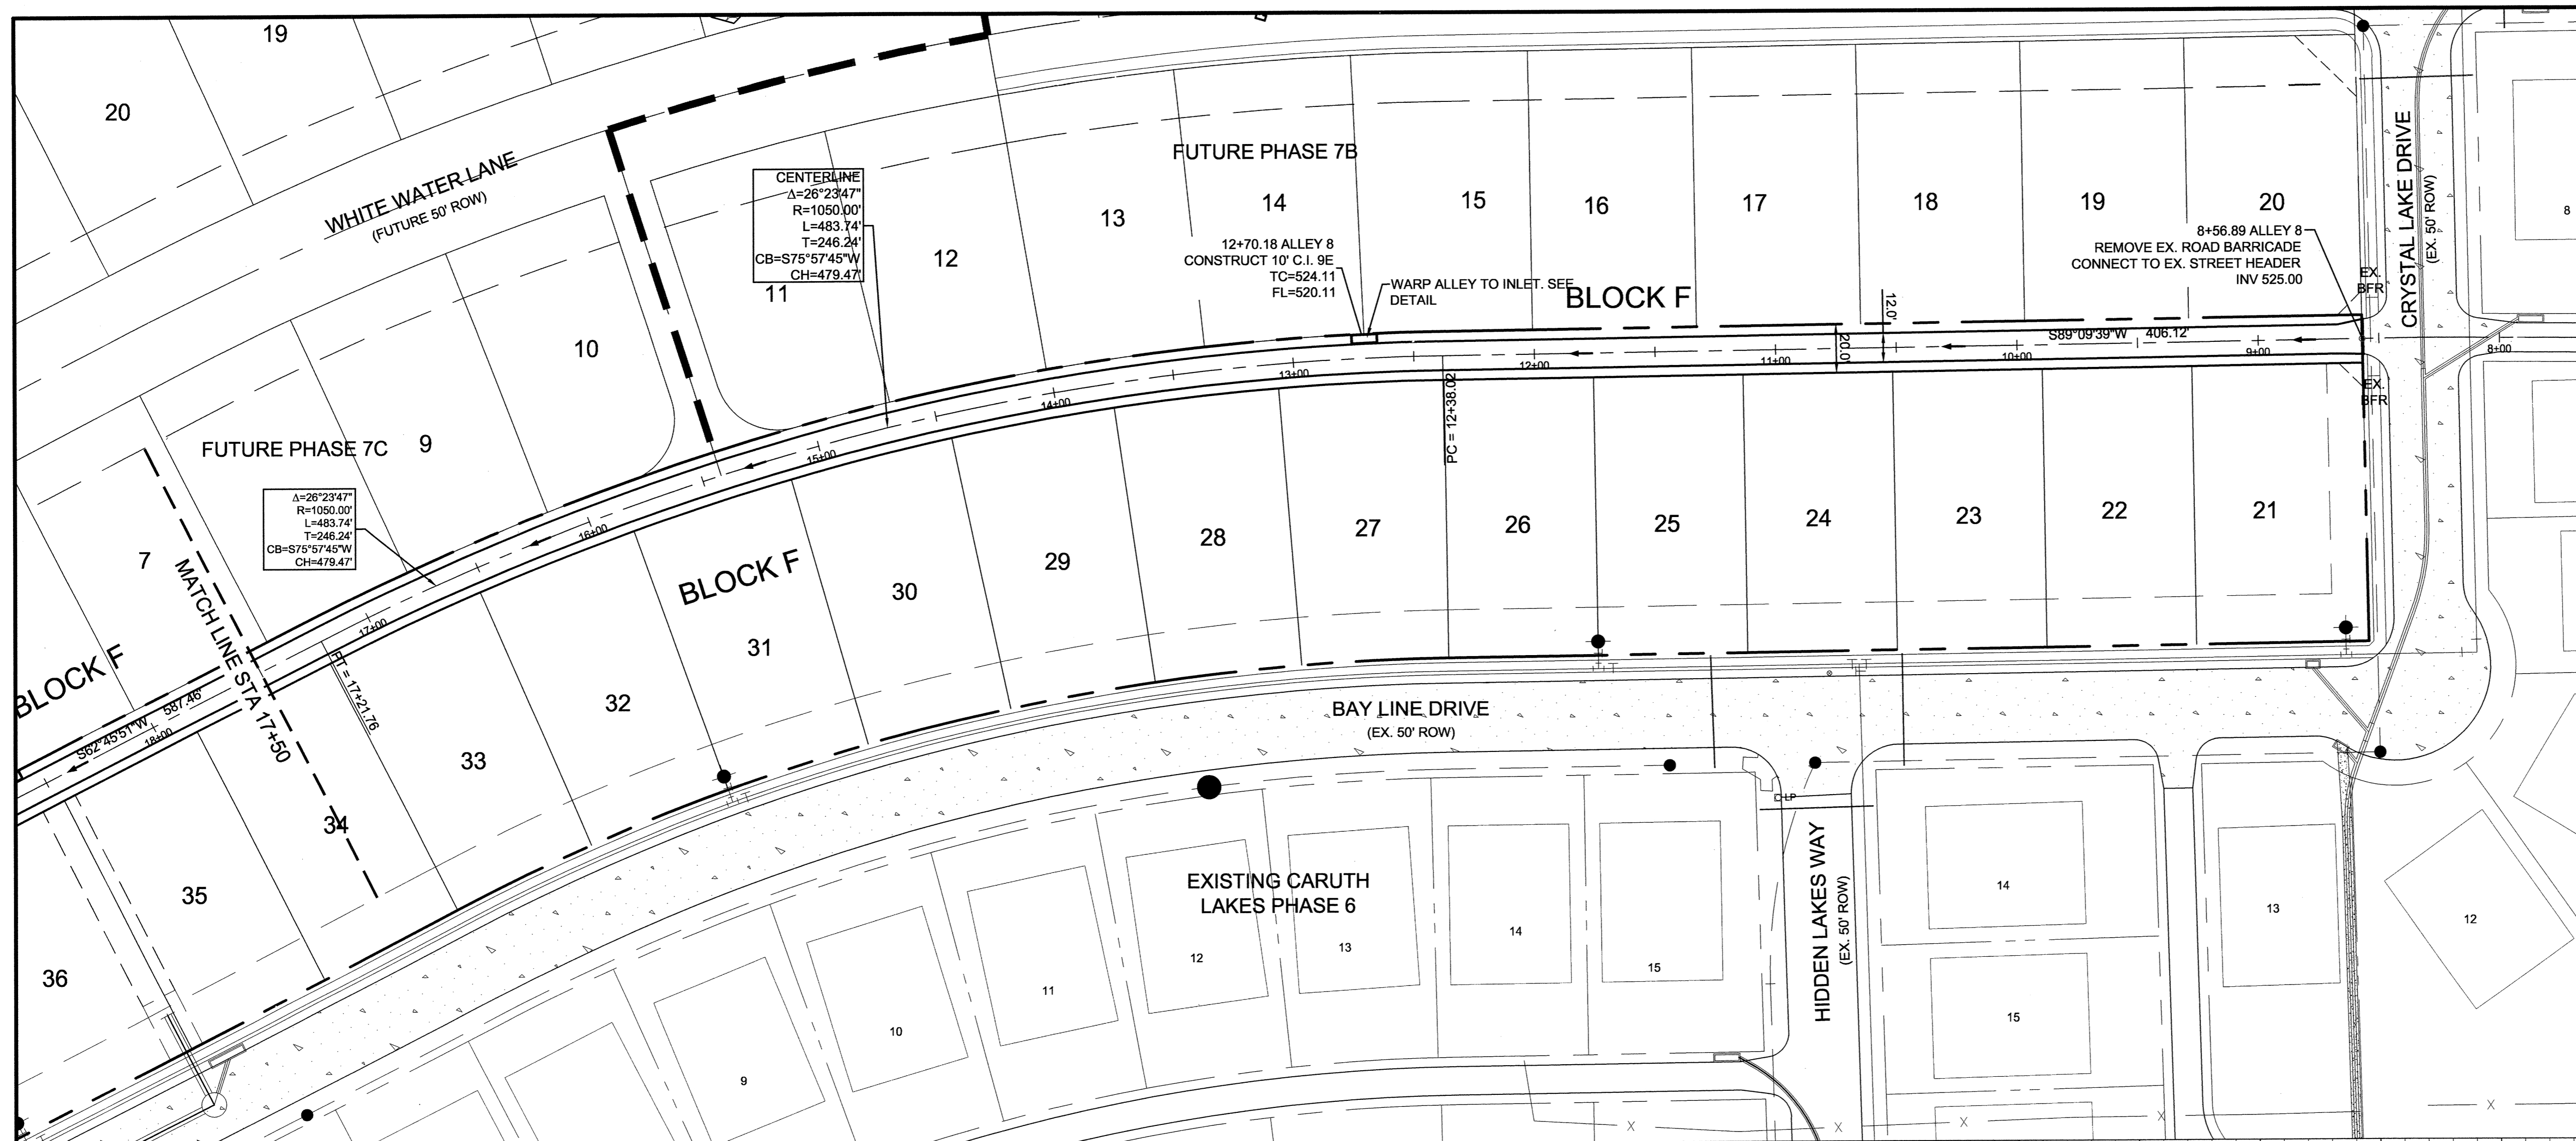 19
20
WHITE WATER LANE
(FUTURE 50' ROW)
CENTERLINE
Δ=26°23'47"
R=1050.00'
L=483.74'
T=246.24'
CB=S75°57'45"W
CH=479.47'
11
12
13
FUTURE PHASE 7B
14
15
16
17
18
19
20
12+70.18 ALLEY 8
CONSTRUCT 10' C.I. 9E
TC=524.11
FL=520.11
WARP ALLEY TO INLET. SEE
DETAIL
BLOCK F
12.0'
20.0'
8+56.89 ALLEY 8
REMOVE EX. ROAD BARRICADE
CONNECT TO EX. STREET HEADER
INV 525.00
EX.
BFR
CRYSTAL LAKE DRIVE
(EX. 50' ROW)
8
S89°09'39"W 406.12'
8+00
9+00
10+00
11+00
12+00
13+00
14+00
15+00
16+00
17+00
18+00
EX.
BFR
PC = 12+38.02
10
FUTURE PHASE 7C
9
Δ=26°23'47"
R=1050.00'
L=483.74'
T=246.24'
CB=S75°57'45"W
CH=479.47'
7
MATCH LINE STA 17+50
BLOCK F
S62°45'51"W 587.46'
PT = 17+21.76
BLOCK F
21
22
23
24
25
26
27
28
29
30
31
32
33
34
35
36
BAY LINE DRIVE
(EX. 50' ROW)
LP
EXISTING CARUTH
LAKES PHASE 6
HIDDEN LAKES WAY
(EX. 50' ROW)
9
10
11
12
13
14
15
14
15
13
12
X
X
X
X
X